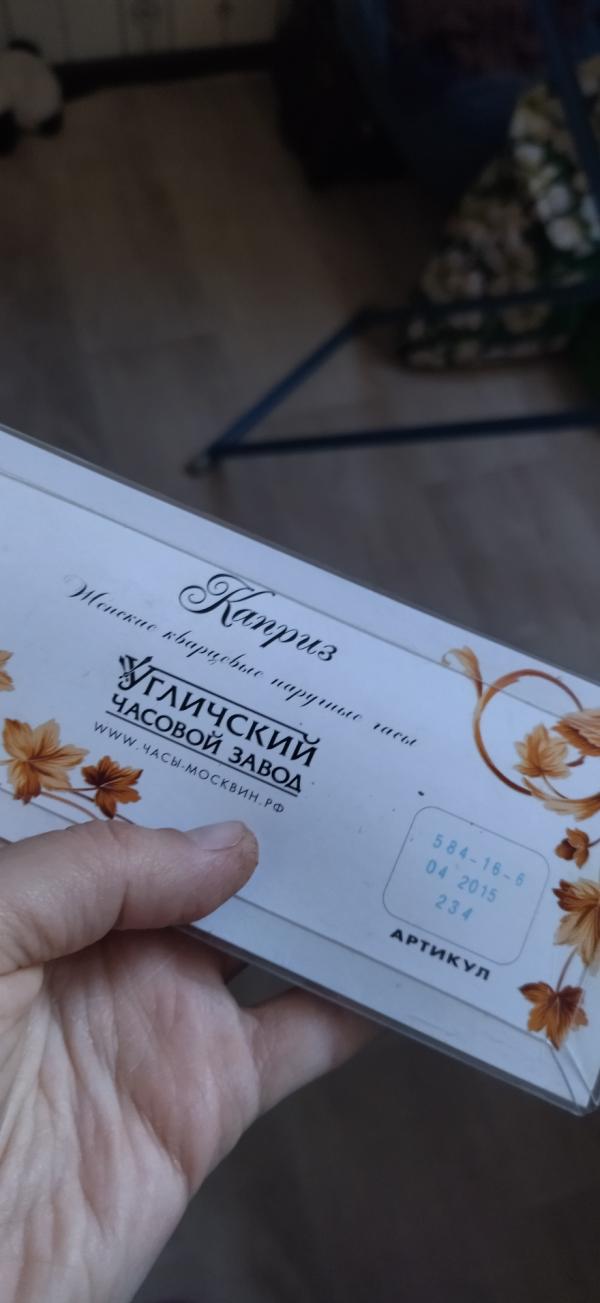 Каприз
Женские кварцевые наручные часы
УГЛИЧСКИЙ
ЧАСОВОЙ ЗАВОД
WWW.ЧАСЫ-МОСКВИН.РФ
584-16-6
04 2015
234
АРТИКУЛ